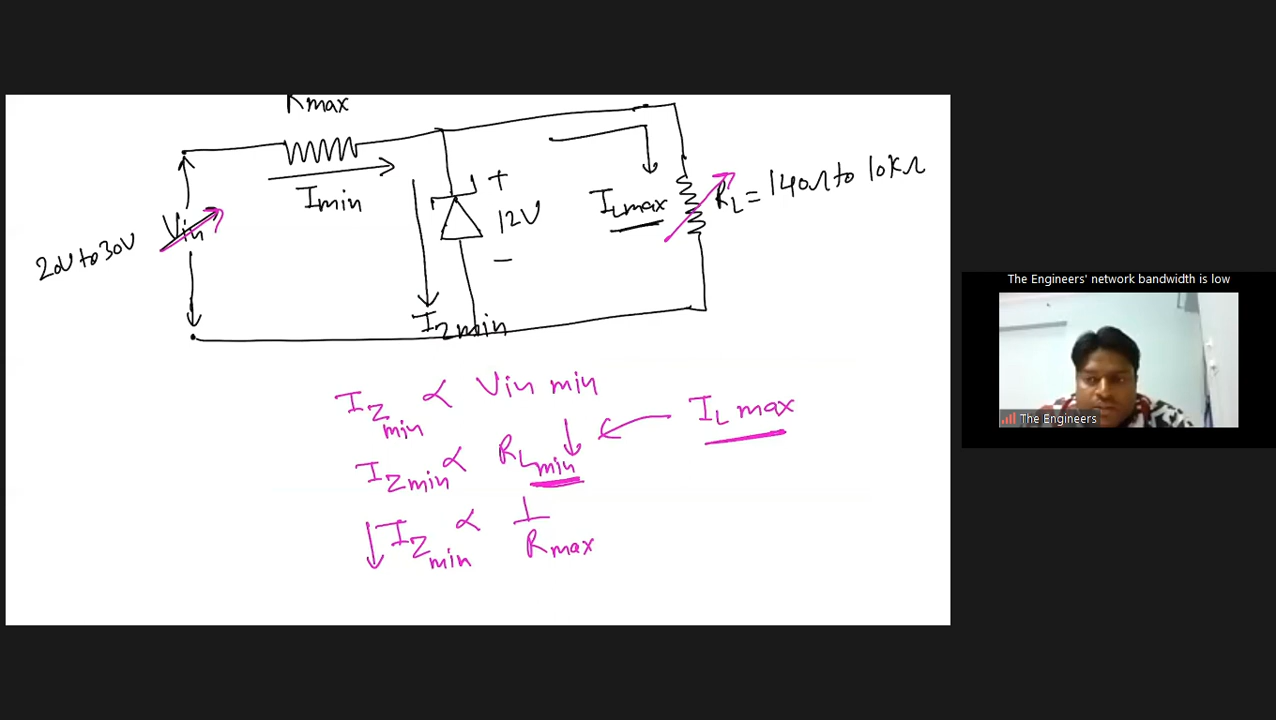 Rmax
Imin
Vin
20V to 30V
+
12V
−
IZmin
ILmax
RL = 140Ω to 10KΩ
IZmin ∝ Vin min
IZmin ∝ RLmin ↓ ← IL max
↓ IZmin ∝ 1/Rmax
The Engineers' network bandwidth is low
The Engineers